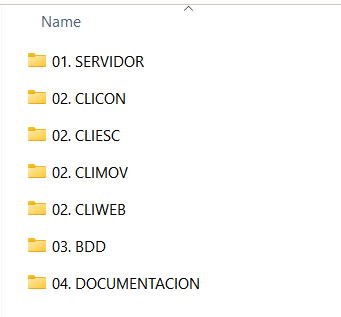 Name
01. SERVIDOR
02. CLICON
02. CLIESC
02. CLIMOV
02. CLIWEB
03. BDD
04. DOCUMENTACION